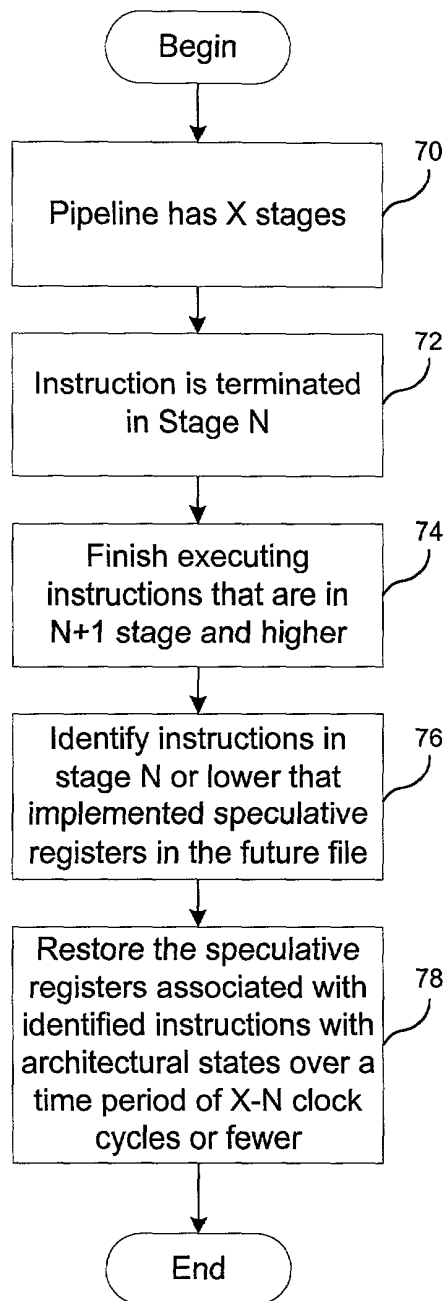 Begin
70
Pipeline has X stages
72
Instruction is terminated
in Stage N
74
Finish executing
instructions that are in
N+1 stage and higher
76
Identify instructions in
stage N or lower that
implemented speculative
registers in the future file
78
Restore the speculative
registers associated with
identified instructions with
architectural states over a
time period of X-N clock
cycles or fewer
End